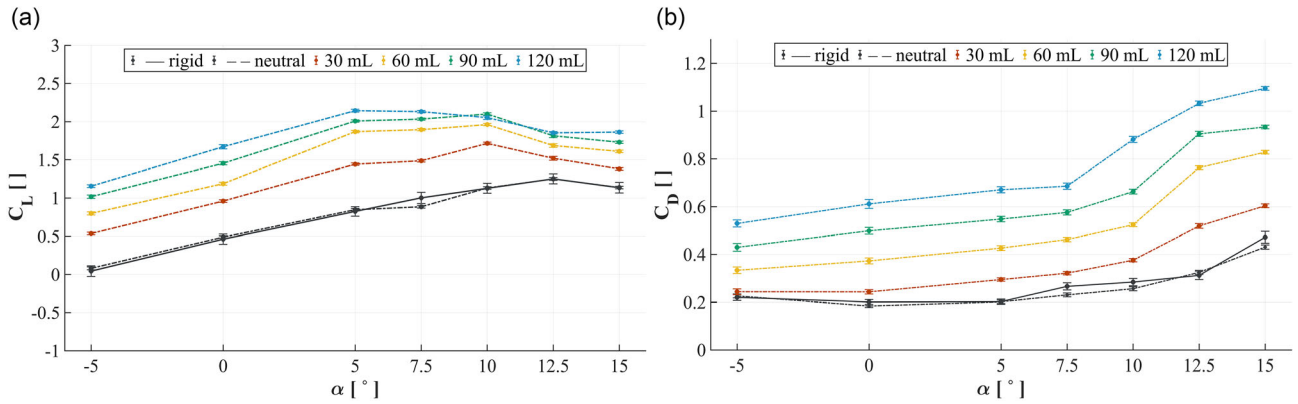 (a)
3
2.5
2
1.5
1
0.5
0
-0.5
-1
C_L [ ]
rigid neutral 30 mL 60 mL 90 mL 120 mL
-5 0 5 7.5 10 12.5 15
α [ ° ]
(b)
1.2
1
0.8
0.6
0.4
0.2
0
C_D [ ]
rigid neutral 30 mL 60 mL 90 mL 120 mL
-5 0 5 7.5 10 12.5 15
α [ ° ]